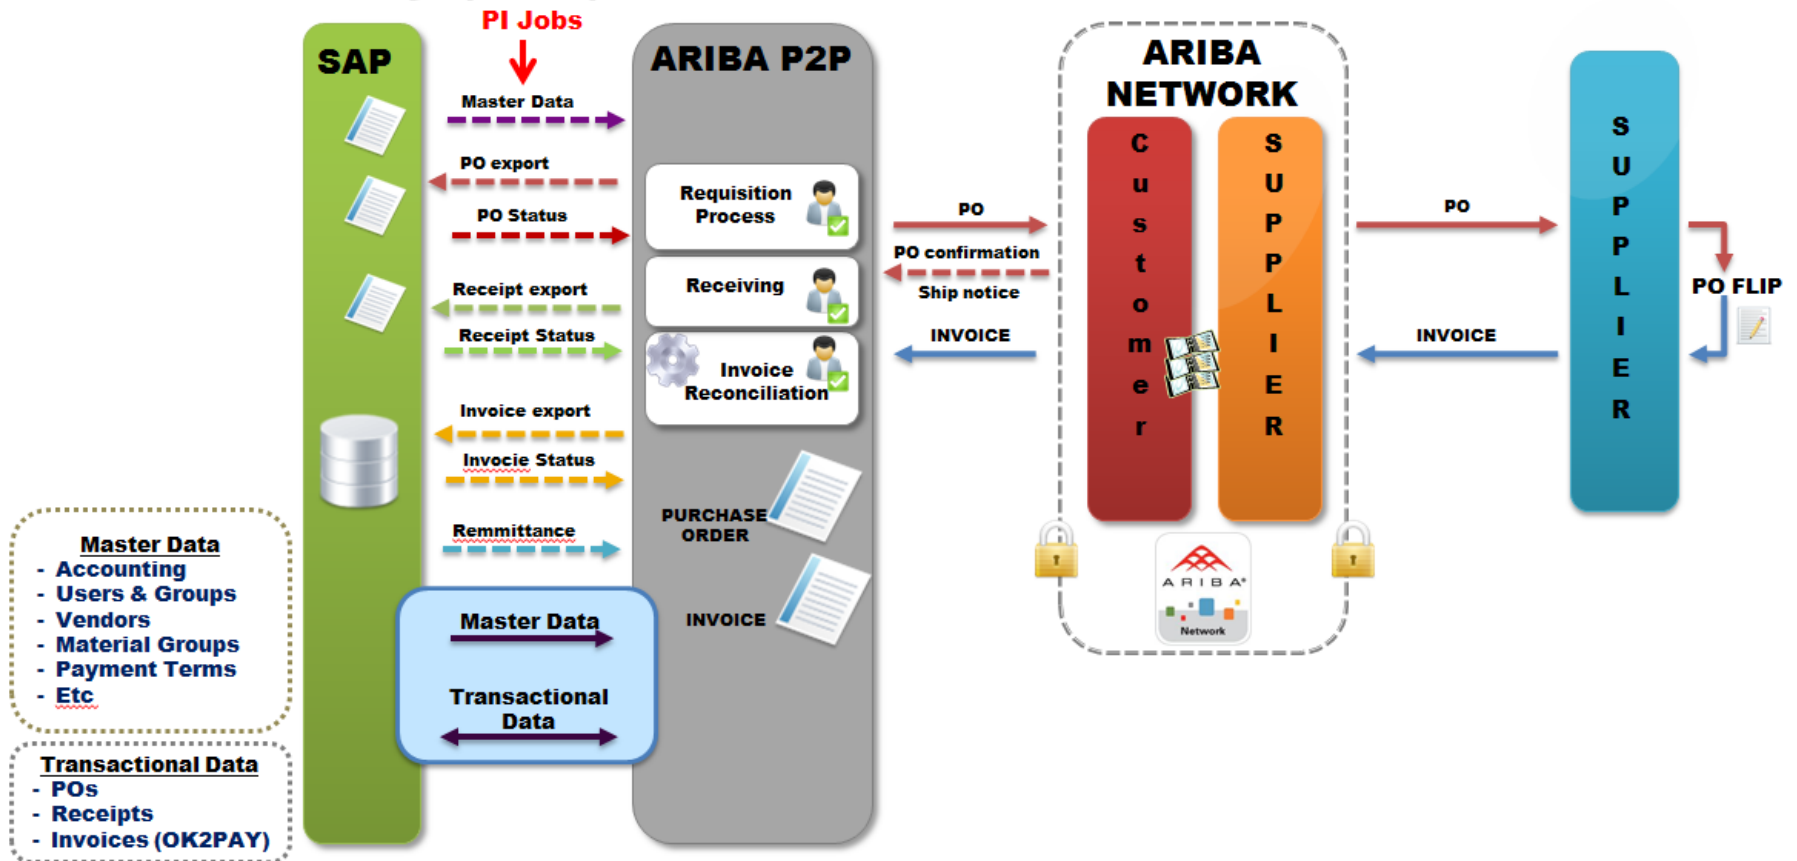 PI Jobs
SAP
Master Data
PO export
PO Status
Receipt export
Receipt Status
Invoice export
Invocie Status
Remmittance
Master Data
Transactional
Data
ARIBA P2P
Requisition
Process
Receiving
Invoice
Reconciliation
PURCHASE
ORDER
INVOICE
PO
PO confirmation
Ship notice
INVOICE
ARIBA
NETWORK
Customer
SUPPLIER
ARIBA
Network
PO
INVOICE
SUPPLIER
PO FLIP
Master Data
- Accounting
- Users & Groups
- Vendors
- Material Groups
- Payment Terms
- Etc
Transactional Data
- POs
- Receipts
- Invoices (OK2PAY)